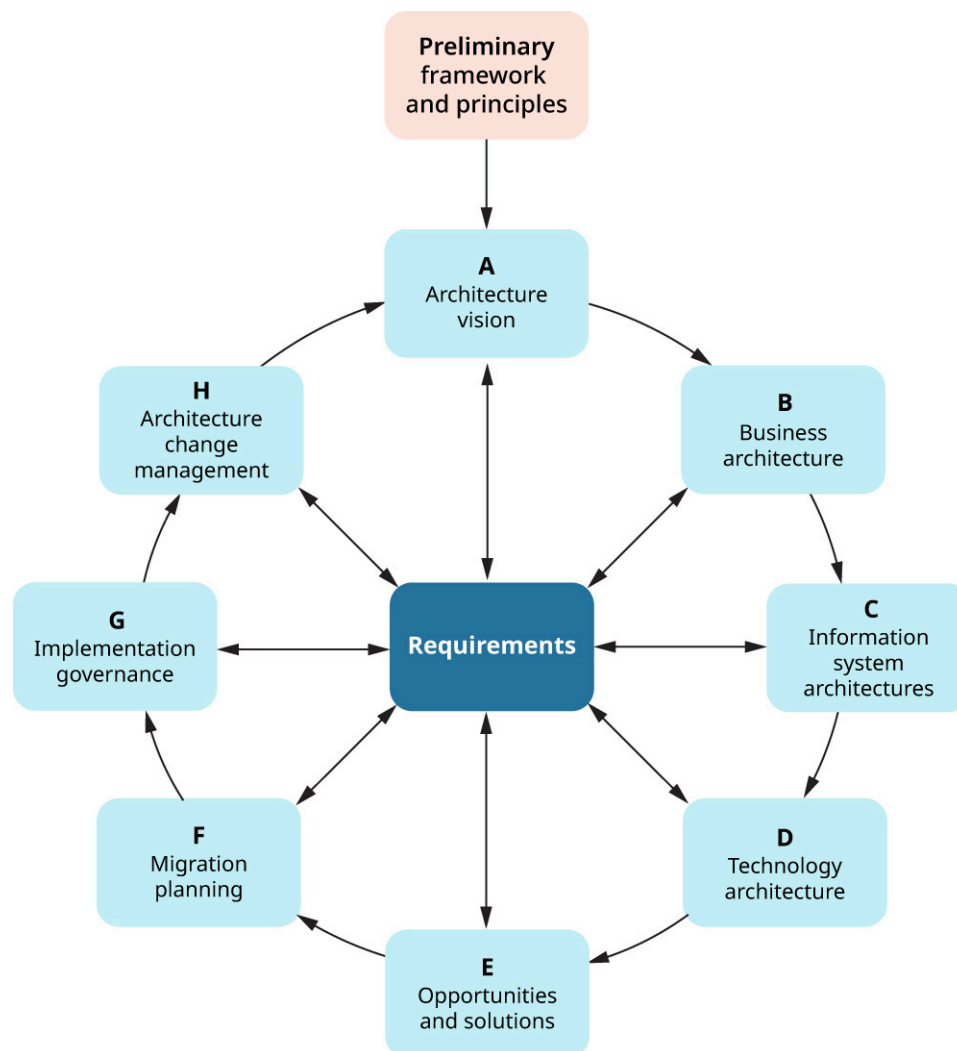 Preliminary
framework
and principles
A
Architecture
vision
B
Business
architecture
C
Information
system
architectures
D
Technology
architecture
E
Opportunities
and solutions
F
Migration
planning
G
Implementation
governance
H
Architecture
change
management
Requirements